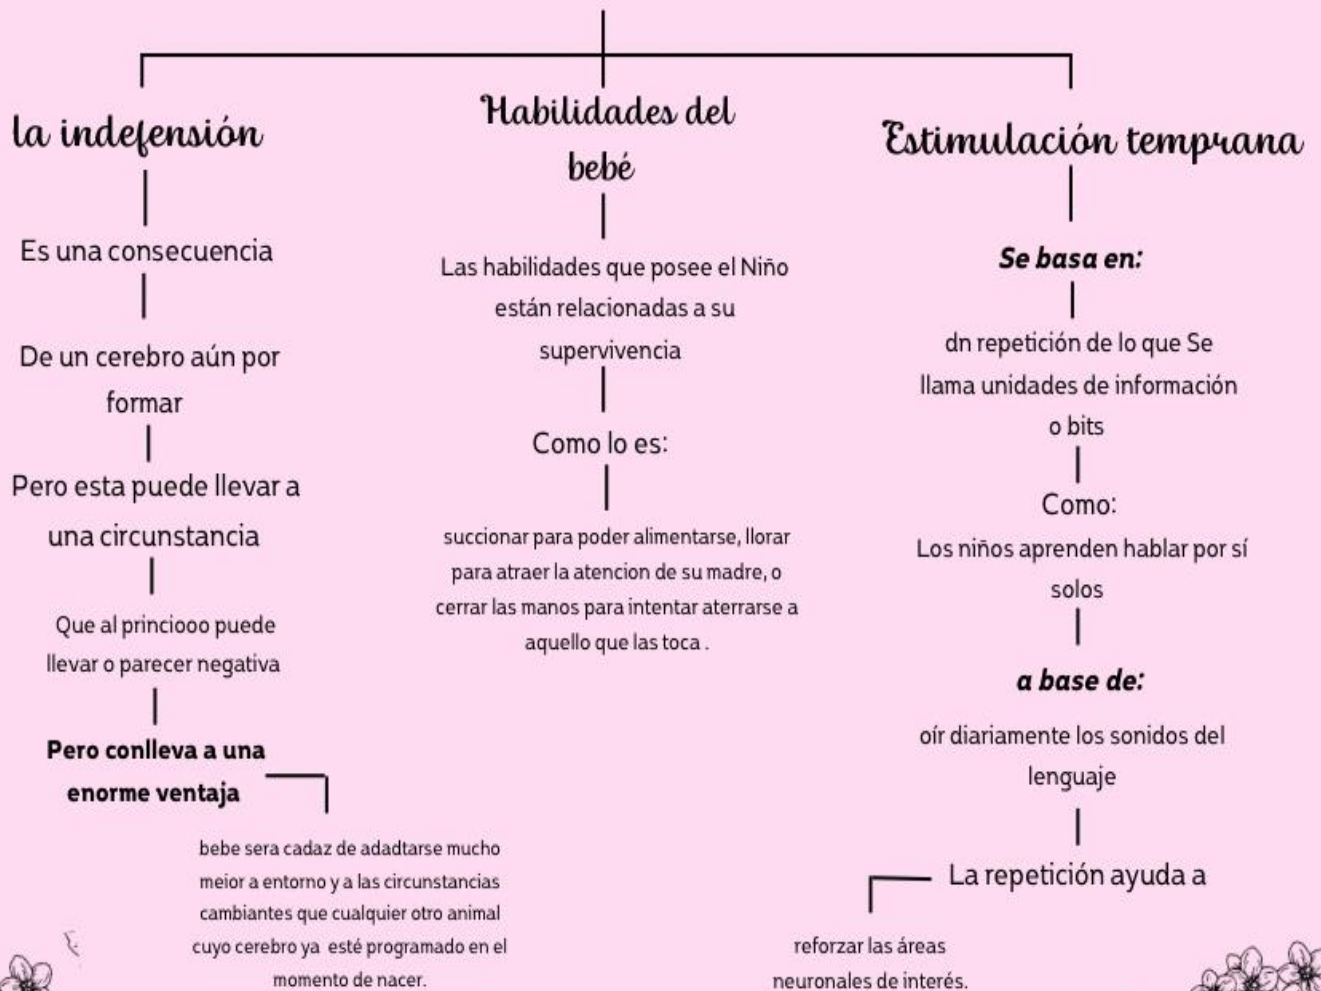 la indefensión
Es una consecuencia
De un cerebro aún por
formar
Pero esta puede llevar a
una circunstancia
Que al princiooo puede
llevar o parecer negativa
Pero conlleva a una
enorme ventaja
bebe sera cadaz de adadtarse mucho
meior a entorno y a las circunstancias
cambiantes que cualquier otro animal
cuyo cerebro ya esté programado en el
momento de nacer.
Habilidades del
bebé
Las habilidades que posee el Niño
están relacionadas a su
supervivencia
Como lo es:
succionar para poder alimentarse, llorar
para atraer la atencion de su madre, o
cerrar las manos para intentar aterrarse a
aquello que las toca .
Estimulación temprana
Se basa en:
dn repetición de lo que Se
llama unidades de información
o bits
Como:
Los niños aprenden hablar por sí
solos
a base de:
oír diariamente los sonidos del
lenguaje
La repetición ayuda a
reforzar las áreas
neuronales de interés.